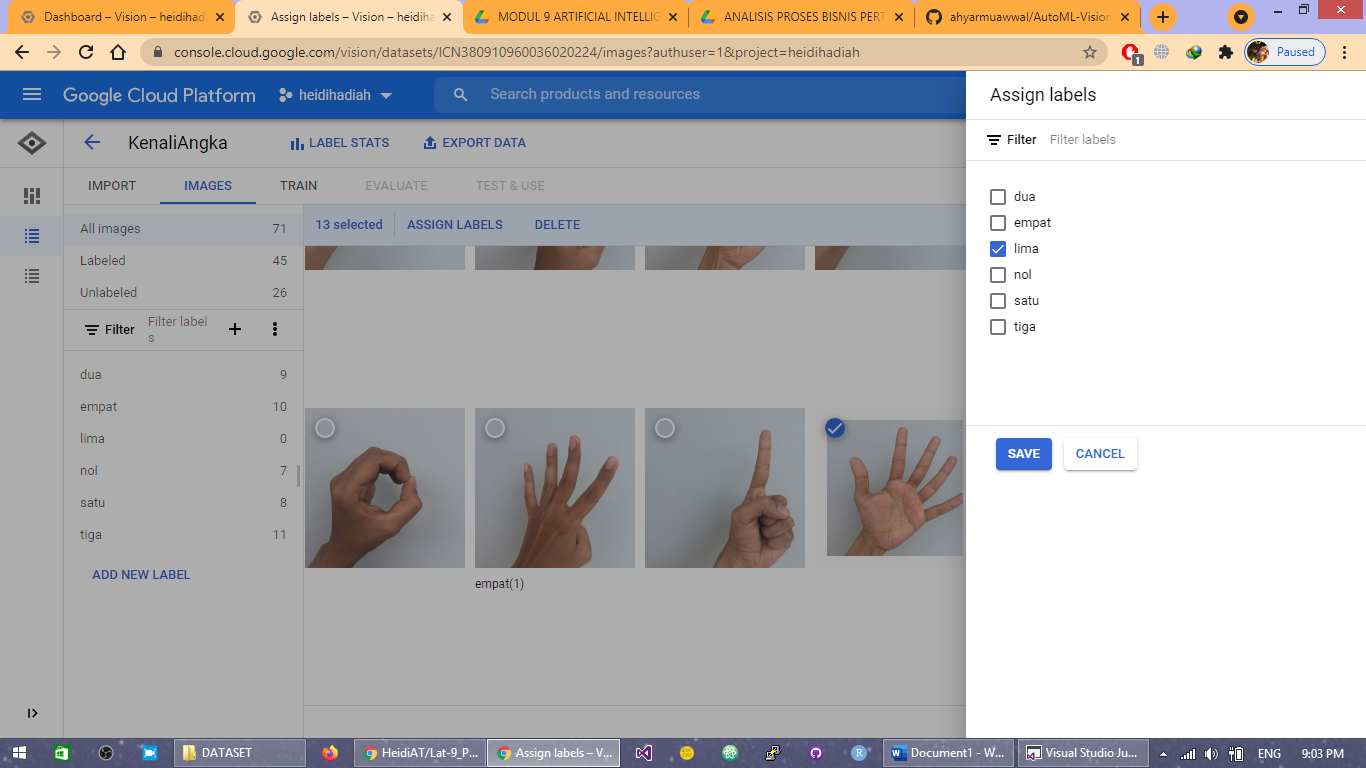 Dashboard – Vision – heidihad
Assign labels – Vision – heidiha
MODUL 9 ARTIFICIAL INTELLIG
ANALISIS PROSES BISNIS PERT
ahyarmuawwal/AutoML-Vision
console.cloud.google.com/vision/datasets/ICN380910960036020224/images?authuser=1&project=heidihadiah
1
Paused
Google Cloud Platform
heidihadiah
Search products and resources
Assign labels
KenaliAngka
LABEL STATS
EXPORT DATA
Filter
Filter labels
IMPORT
IMAGES
TRAIN
EVALUATE
TEST & USE
All images 71
Labeled 45
Unlabeled 26
13 selected
ASSIGN LABELS
DELETE
Filter
Filter label
s
dua 9
empat 10
lima 0
nol 7
satu 8
tiga 11
ADD NEW LABEL
empat(1)
dua
empat
lima
nol
satu
tiga
SAVE
CANCEL
DATASET
HeidiAT/Lat-9_P...
Assign labels – V...
Document1 - W...
Visual Studio Ju...
ENG
9:03 PM